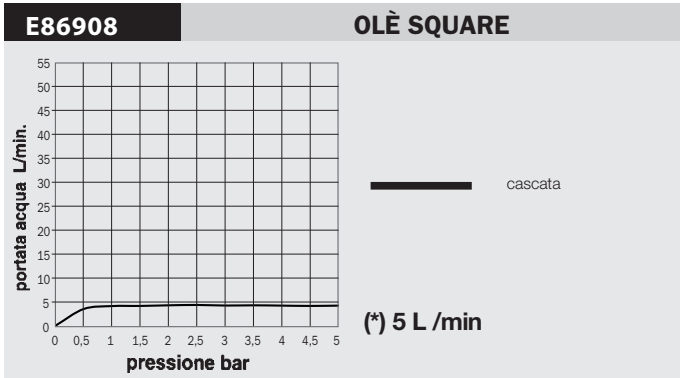 E86908
OLÈ SQUARE
portata acqua L/min.
55
50
45
40
35
30
25
20
15
10
5
0
0 0,5 1 1,5 2 2,5 3 3,5 4 4,5 5
pressione bar
cascata
(*) 5 L /min